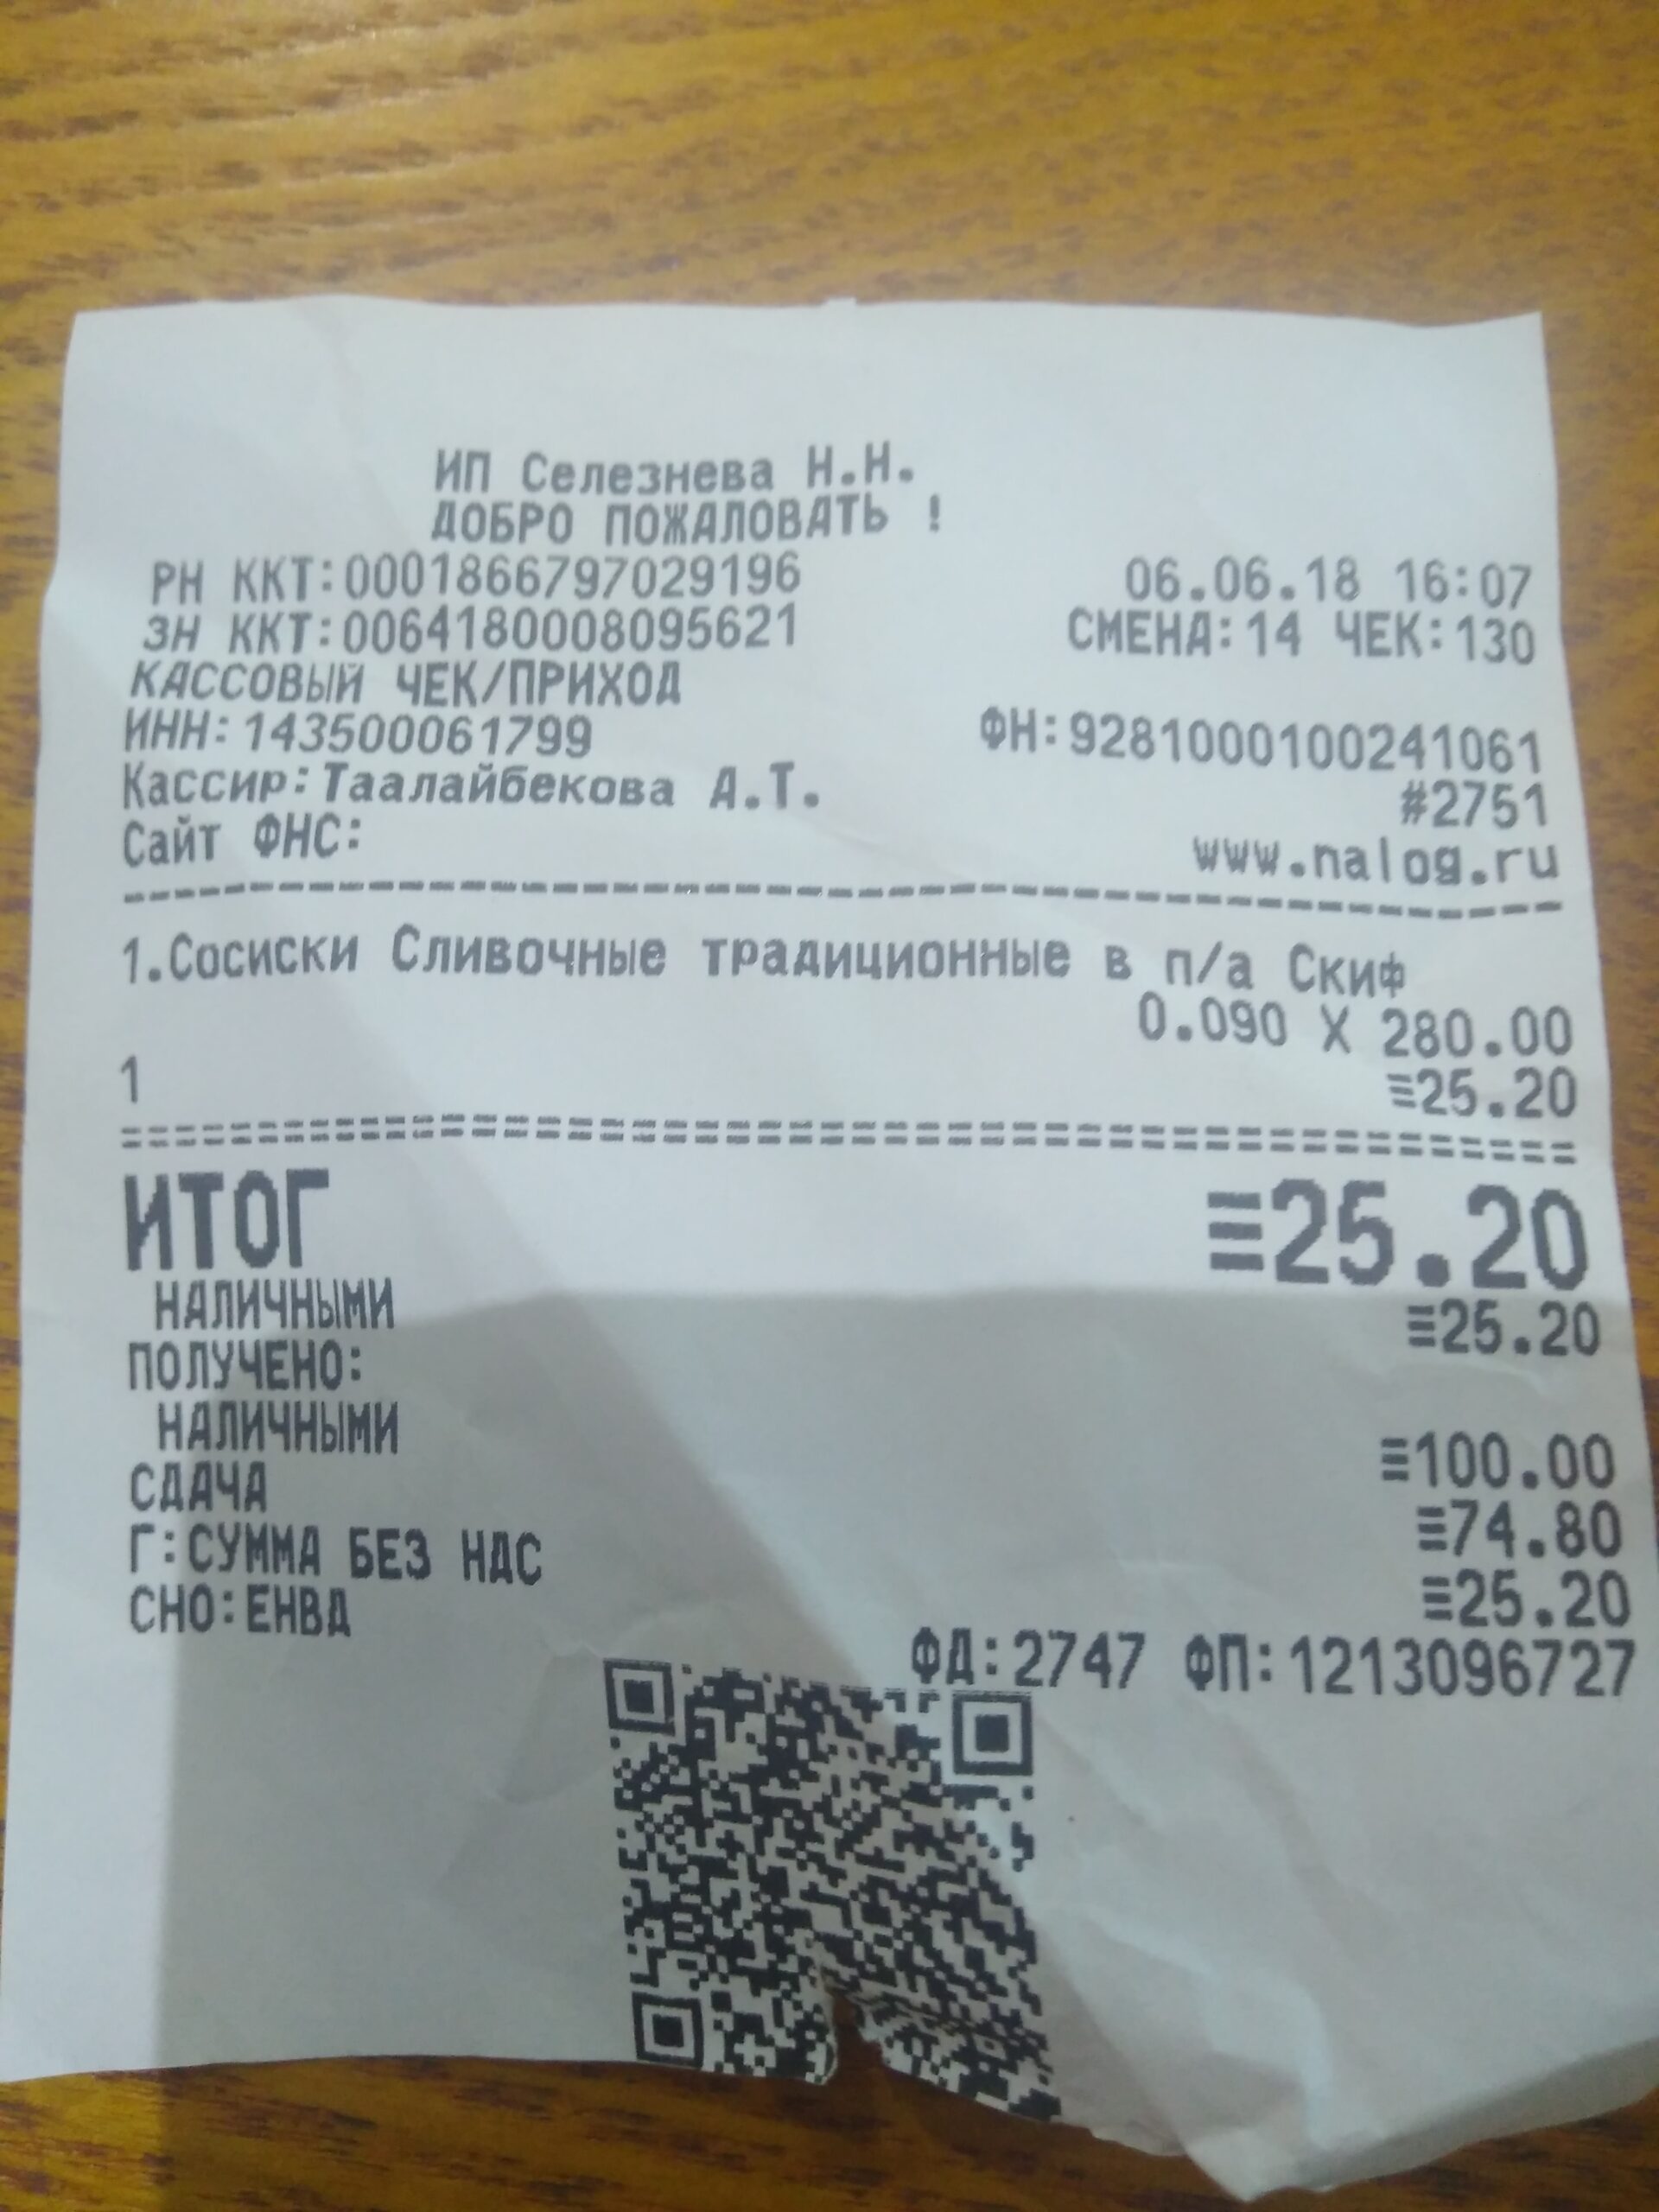 ИП Селезнева Н.Н.
ДОБРО ПОЖАЛОВАТЬ !
РН ККТ:0001866797029196 06.06.18 16:07
ЗН ККТ:00641800008095621 СМЕНА:14 ЧЕК:130
КАССОВЫЙ ЧЕК/ПРИХОД
ИНН:143500061799 ФН:9281000100241061
Кассир:Таалайбекова А.Т. #2751
Сайт ФНС: www.nalog.ru
1.Сосиски Сливочные традиционные в п/а Скиф
0.090 X 280.00
1 ≡25.20
ИТОГ ≡25.20
НАЛИЧНЫМИ ≡25.20
ПОЛУЧЕНО:
НАЛИЧНЫМИ ≡100.00
СДАЧА ≡74.80
Г:СУММА БЕЗ НДС ≡25.20
СНО:ЕНВД
ФД:2747 ФП:1213096727